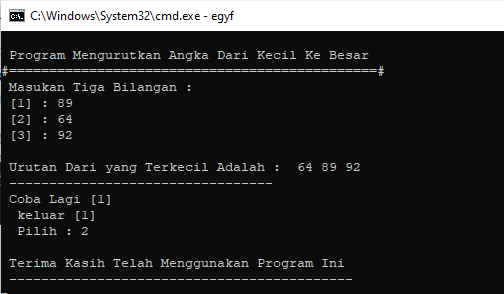 C:\Windows\System32\cmd.exe - egyf
Program Mengurutkan Angka Dari Kecil Ke Besar
#==============================================#
Masukan Tiga Bilangan :
[1] : 89
[2] : 64
[3] : 92
Urutan Dari yang Terkecil Adalah :  64 89 92
---------------------------------
Coba Lagi [1]
keluar [1]
Pilih : 2
Terima Kasih Telah Menggunakan Program Ini
-------------------------------------------